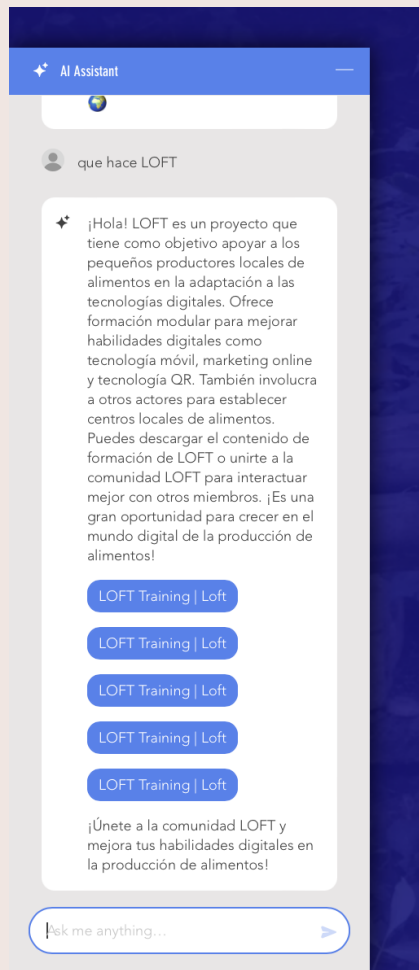 AI Assistant
que hace LOFT
¡Hola! LOFT es un proyecto que
tiene como objetivo apoyar a los
pequeños productores locales de
alimentos en la adaptación a las
tecnologías digitales. Ofrece
formación modular para mejorar
habilidades digitales como
tecnología móvil, marketing online
y tecnología QR. También involucra
a otros actores para establecer
centros locales de alimentos.
Puedes descargar el contenido de
formación de LOFT o unirte a la
comunidad LOFT para interactuar
mejor con otros miembros. ¡Es una
gran oportunidad para crecer en el
mundo digital de la producción de
alimentos!
LOFT Training | Loft
LOFT Training | Loft
LOFT Training | Loft
LOFT Training | Loft
LOFT Training | Loft
¡Únete a la comunidad LOFT y
mejora tus habilidades digitales en
la producción de alimentos!
Ask me anything...